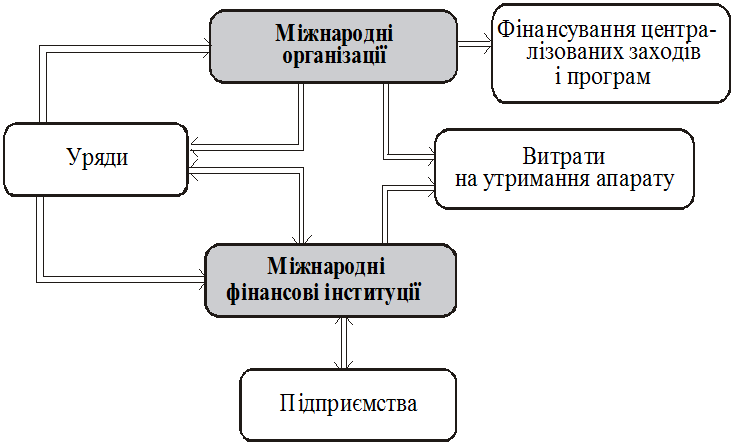 Міжнародні
організації
Фінансування центра-
лізованих заходів
і програм
Уряди
Витрати
на утримання апарату
Міжнародні
фінансові інституції
Підприємства